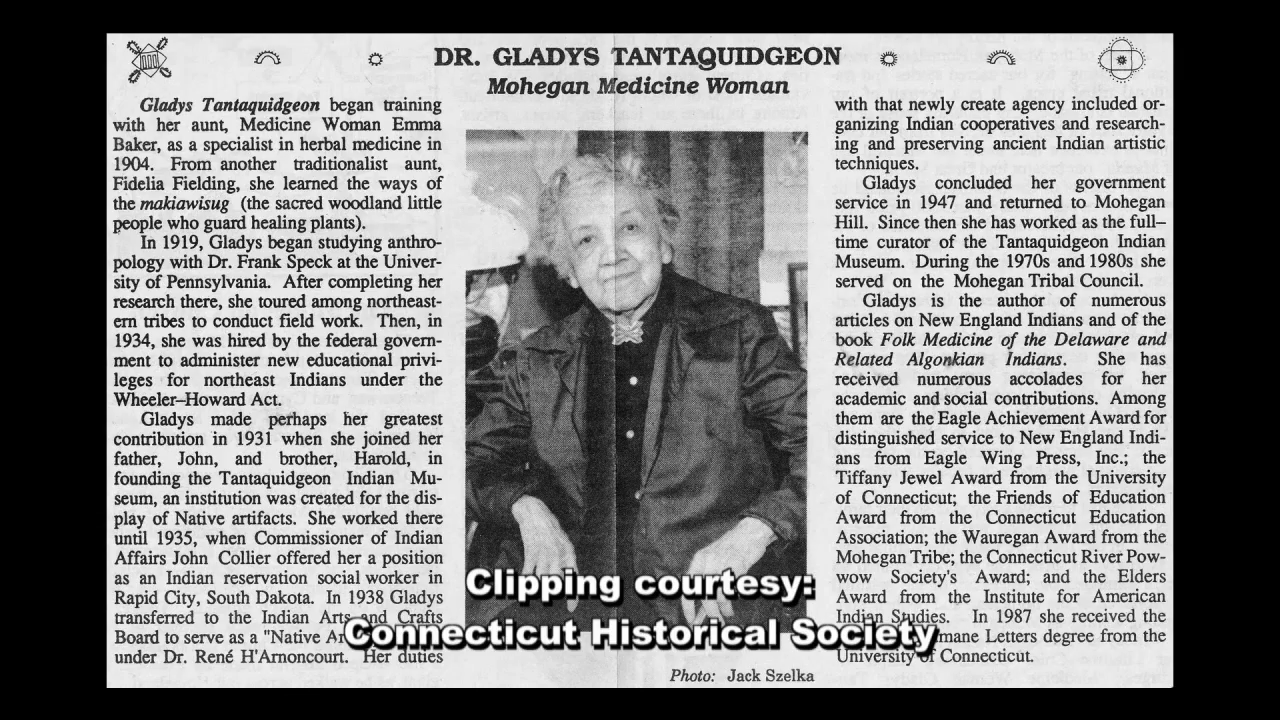 DR. GLADYS TANTAQUIDGEON
Mohegan Medicine Woman
Gladys Tantaquidgeon began training
with her aunt, Medicine Woman Emma
Baker, as a specialist in herbal medicine in
1904. From another traditionalist aunt,
Fidelia Fielding, she learned the ways of
the makiawisug (the sacred woodland little
people who guard healing plants).
In 1919, Gladys began studying anthro-
pology with Dr. Frank Speck at the Univer-
sity of Pennsylvania. After completing her
research there, she toured among northeast-
ern tribes to conduct field work. Then, in
1934, she was hired by the federal govern-
ment to administer new educational privi-
leges for northeast Indians under the
Wheeler–Howard Act.
Gladys made perhaps her greatest
contribution in 1931 when she joined her
father, John, and brother, Harold, in
founding the Tantaquidgeon Indian Mu-
seum, an institution was created for the dis-
play of Native artifacts. She worked there
until 1935, when Commissioner of Indian
Affairs John Collier offered her a position
as an Indian reservation social worker in
Rapid City, South Dakota. In 1938 Gladys
transferred to the Indian Arts and Crafts
Board to serve as a "Native
under Dr. René H'Arnoncourt. Her duties
with that newly create agency included or-
ganizing Indian cooperatives and research-
ing and preserving ancient Indian artistic
techniques.
Gladys concluded her government
service in 1947 and returned to Mohegan
Hill. Since then she has worked as the full–
time curator of the Tantaquidgeon Indian
Museum. During the 1970s and 1980s she
served on the Mohegan Tribal Council.
Gladys is the author of numerous
articles on New England Indians and of the
book Folk Medicine of the Delaware and
Related Algonkian Indians. She has
received numerous accolades for her
academic and social contributions. Among
them are the Eagle Achievement Award for
distinguished service to New England Indi-
ans from Eagle Wing Press, Inc.; the
Tiffany Jewel Award from the University
of Connecticut; the Friends of Education
Award from the Connecticut Education
Association; the Wauregan Award from the
Mohegan Tribe; the Connecticut River Pow-
wow Society's Award; and the Elders
Award from the Institute for American
Indian Studies. In 1987 she received the
Letters degree from the
University of Connecticut.
Clipping courtesy:
Connecticut Historical Society
Photo: Jack Szelka